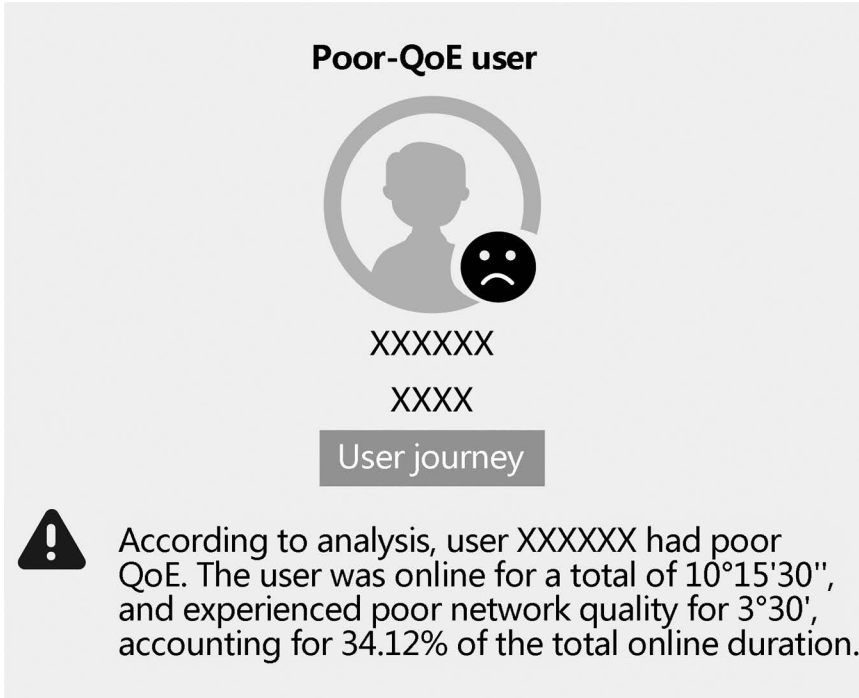 Poor-QoE user
XXXXXX
XXXX
User journey
According to analysis, user XXXXXX had poor
QoE. The user was online for a total of 10°15'30'',
and experienced poor network quality for 3°30',
accounting for 34.12% of the total online duration.